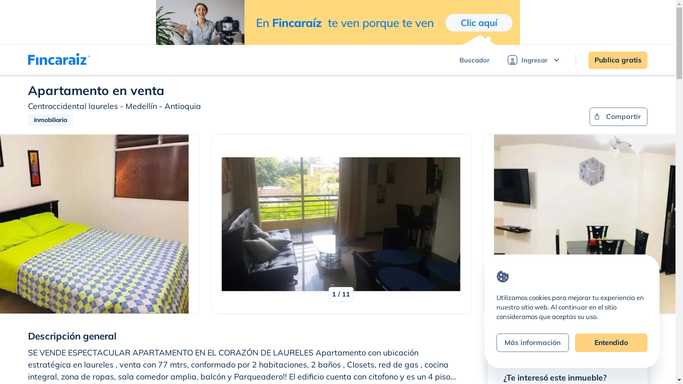 En Fincaraíz te ven porque te ven
Clic aquí
Fincaraíz
Buscador
Ingresar
Publica gratis
Apartamento en venta
Centroccidental laureles - Medellín - Antioquia
Inmobiliaria
Compartir
1 / 11
Utilizamos cookies para mejorar tu experiencia en
nuestro sitio web. Al continuar en el sitio
consideramos que aceptas su uso.
Más información
Entendido
Descripción general
SE VENDE ESPECTACULAR APARTAMENTO EN EL CORAZÓN DE LAURELES Apartamento con ubicación
estratégica en laureles , venta con 77 mtrs, conformado por 2 habitaciones, 2 baños , Closets, red de gas , cocina
integral, zona de ropas, sala comedor amplia, balcón y Parqueadero!! El edificio cuenta con citofono y es un 4 piso...
¿Te interesó este inmueble?